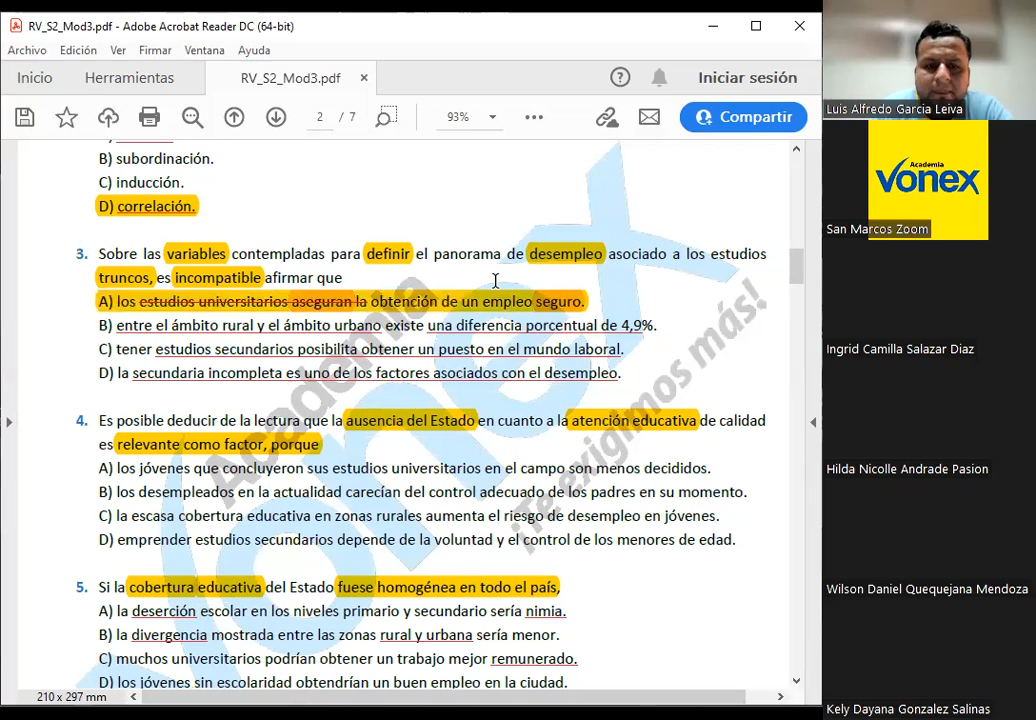 RV_S2_Mod3.pdf - Adobe Acrobat Reader DC (64-bit)
Archivo Edición Ver Firmar Ventana Ayuda
Inicio Herramientas RV_S2_Mod3.pdf × Iniciar sesión
2 / 7 93% Compartir
B) subordinación.
C) inducción.
D) correlación.
3. Sobre las variables contempladas para definir el panorama de desempleo asociado a los estudios
truncos, es incompatible afirmar que
A) los estudios universitarios aseguran la obtención de un empleo seguro.
B) entre el ámbito rural y el ámbito urbano existe una diferencia porcentual de 4,9%.
C) tener estudios secundarios posibilita obtener un puesto en el mundo laboral.
D) la secundaria incompleta es uno de los factores asociados con el desempleo.
4. Es posible deducir de la lectura que la ausencia del Estado en cuanto a la atención educativa de calidad
es relevante como factor, porque
A) los jóvenes que concluyeron sus estudios universitarios en el campo son menos decididos.
B) los desempleados en la actualidad carecían del control adecuado de los padres en su momento.
C) la escasa cobertura educativa en zonas rurales aumenta el riesgo de desempleo en jóvenes.
D) emprender estudios secundarios depende de la voluntad y el control de los menores de edad.
5. Si la cobertura educativa del Estado fuese homogénea en todo el país,
A) la deserción escolar en los niveles primario y secundario sería nimia.
B) la divergencia mostrada entre las zonas rural y urbana sería menor.
C) muchos universitarios podrían obtener un trabajo mejor remunerado.
D) los jóvenes sin escolaridad obtendrían un buen empleo en la ciudad.
Academia
Vonex
¡Te exigimos más!
210 x 297 mm
Luis Alfredo Garcia Leiva
Academia
Vonex
San Marcos Zoom
Ingrid Camilla Salazar Diaz
Hilda Nicolle Andrade Pasion
Wilson Daniel Quequejana Mendoza
Kely Dayana Gonzalez Salinas